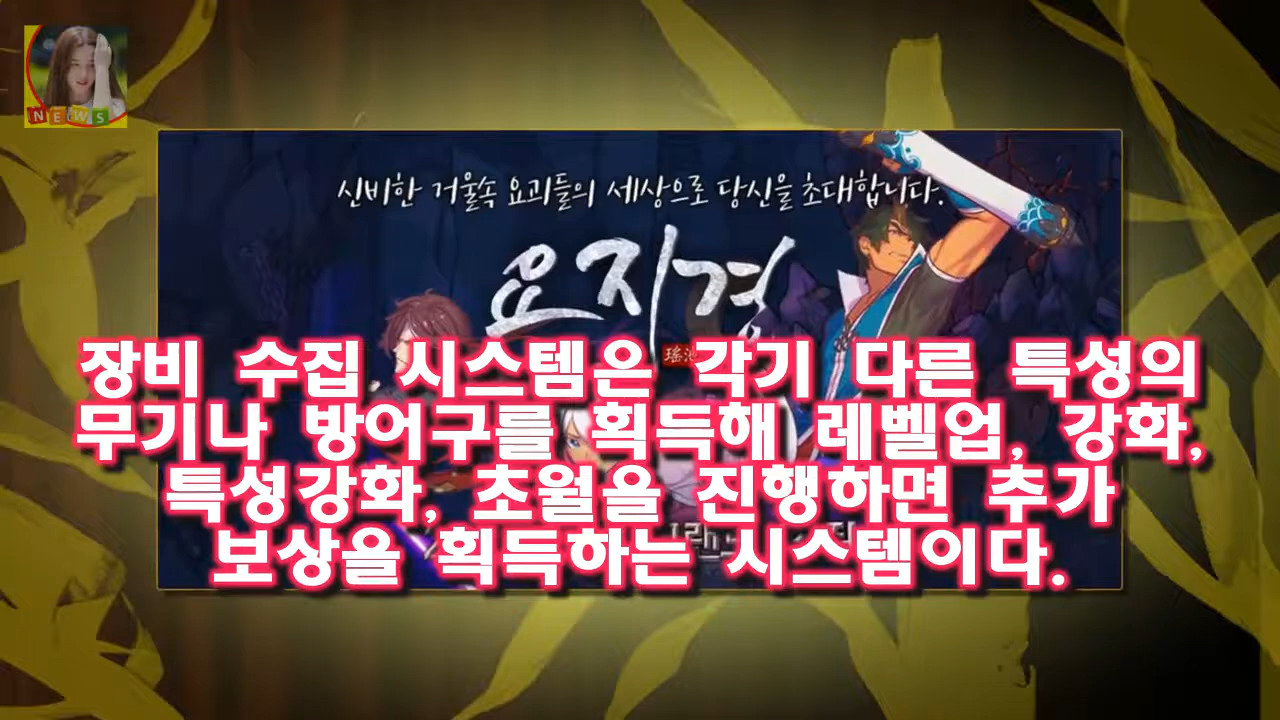 NEWS
신비한 거울속 요괴들의 세상으로 당신을 초대합니다.
요지경
장비 수집 시스템은 각기 다른 특성의
무기나 방어구를 획득해 레벨업, 강화,
특성강화, 초월을 진행하면 추가
보상을 획득하는 시스템이다.